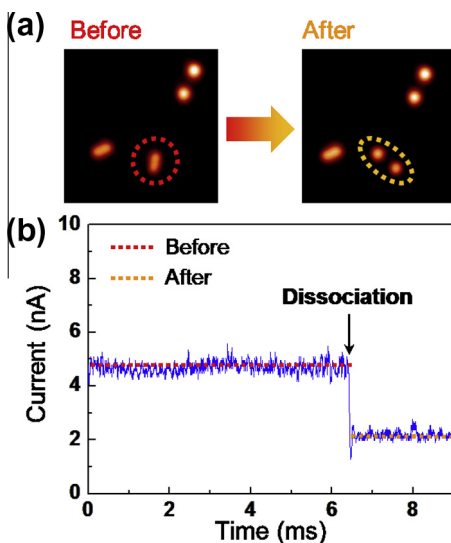 (a)
Before
After
(b)
10
8
6
4
2
0
Current (nA)
Before
After
Dissociation
0
2
4
6
8
Time (ms)